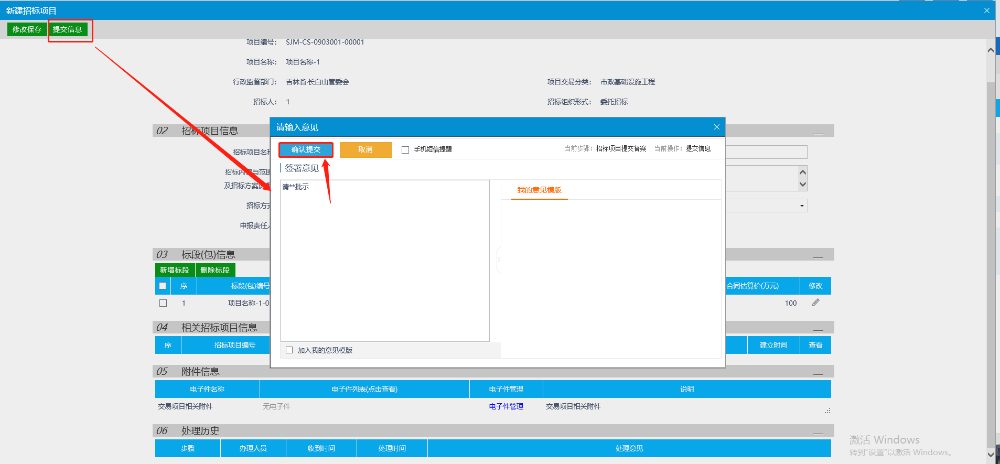 新建招标项目
修改保存 提交信息
项目编号： SJM-CS-0903001-00001
项目名称： 项目名称-1
行政监督部门： 吉林省·长白山管委会 项目交易分类： 市政基础设施工程
招标人： 1 招标组织形式： 委托招标
02 招标项目信息
招标项目名称
招标内容与范围
及招标方案说
招标方式
申报责任人
请输入意见
确认提交 取消 手机短信提醒 当前步骤：招标项目提交备案 当前操作：提交信息
签署意见
请**批示
我的意见模版
加入我的意见模版
03 标段(包)信息
新增标段 删除标段
序 标段(包)编号 合同估算价(万元) 修改
1 项目名称-1-0 100
04 相关招标项目信息
序 招标项目编号 建立时间 查看
05 附件信息
电子件名称 电子件列表(点击查看) 电子件管理 说明
交易项目相关附件 无电子件 电子件管理 交易项目相关附件
06 处理历史
步骤 办理人员 收到时间 处理时间 处理意见
激活 Windows
转到"设置"以激活 Windows。